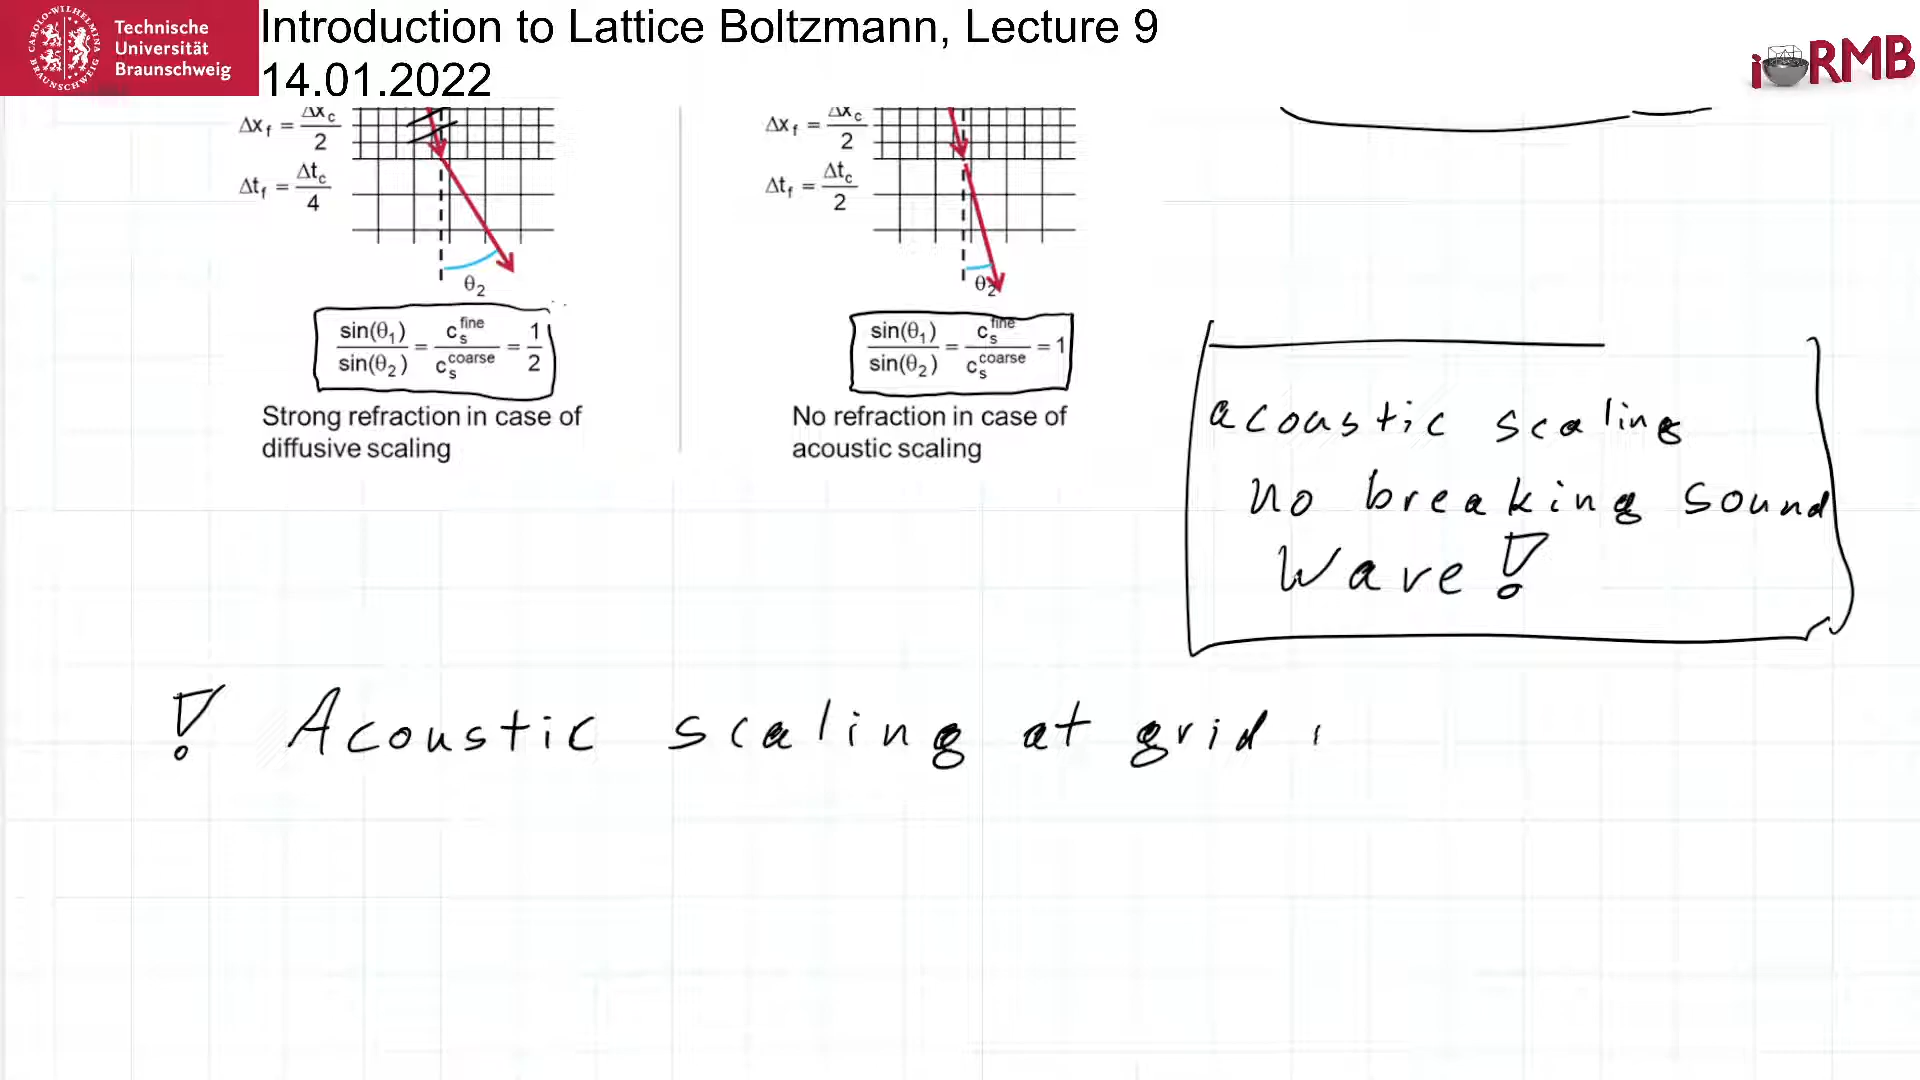 Technische
Universität
Braunschweig
CAROLO-WILHELMINA
BRAUNSCHWEIG
Introduction to Lattice Boltzmann, Lecture 9
14.01.2022
iRMB
Δx_f = Δx_c / 2
Δt_f = Δt_c / 4
θ_2
sin(θ_1) / sin(θ_2) = c_s^fine / c_s^coarse = 1 / 2
Strong refraction in case of
diffusive scaling
Δx_f = Δx_c / 2
Δt_f = Δt_c / 2
θ_2
sin(θ_1) / sin(θ_2) = c_s^fine / c_s^coarse = 1
No refraction in case of
acoustic scaling
acoustic scaling
no breaking sound
Wave !
! Acoustic scaling at grid